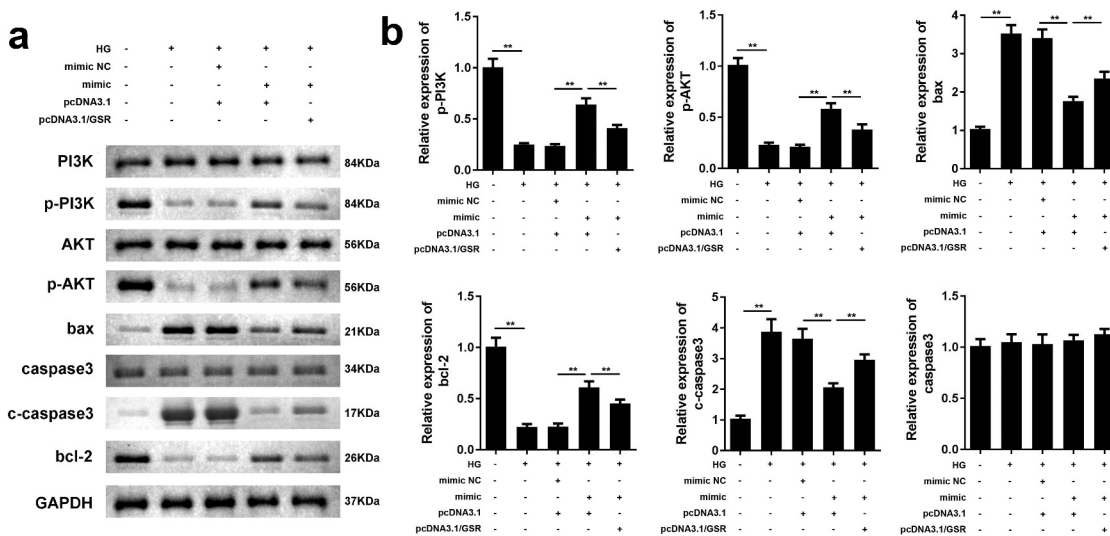 a
- + + + + HG
- - + - - mimic NC
- - - + + mimic
- - + + - pcDNA3.1
- - - - + pcDNA3.1/GSR
PI3K 84KDa
p-PI3K 84KDa
AKT 56KDa
p-AKT 56KDa
bax 21KDa
caspase3 34KDa
c-caspase3 17KDa
bcl-2 26KDa
GAPDH 37KDa
b
Relative expression of
p-PI3K
1.5
1.0
0.5
0.0
** ** **
HG - + + + +
mimic NC - - + - -
mimic - - - + +
pcDNA3.1 - - + + -
pcDNA3.1/GSR - - - - +
Relative expression of
p-AKT
1.5
1.0
0.5
0.0
** ** **
HG - + + + +
mimic NC - - + - -
mimic - - - + +
pcDNA3.1 - - + + -
pcDNA3.1/GSR - - - - +
Relative expression of
bax
4
3
2
1
0
** ** **
HG - + + + +
mimic NC - - + - -
mimic - - - + +
pcDNA3.1 - - + + -
pcDNA3.1/GSR - - - - +
Relative expression of
bcl-2
1.5
1.0
0.5
0.0
** ** **
HG - + + + +
mimic NC - - + - -
mimic - - - + +
pcDNA3.1 - - + + -
pcDNA3.1/GSR - - - - +
Relative expression of
c-caspase3
5
4
3
2
1
0
** ** **
HG - + + + +
mimic NC - - + - -
mimic - - - + +
pcDNA3.1 - - + + -
pcDNA3.1/GSR - - - - +
Relative expression of
caspase3
1.5
1.0
0.5
0.0
HG - + + + +
mimic NC - - + - -
mimic - - - + +
pcDNA3.1 - - + + -
pcDNA3.1/GSR - - - - +